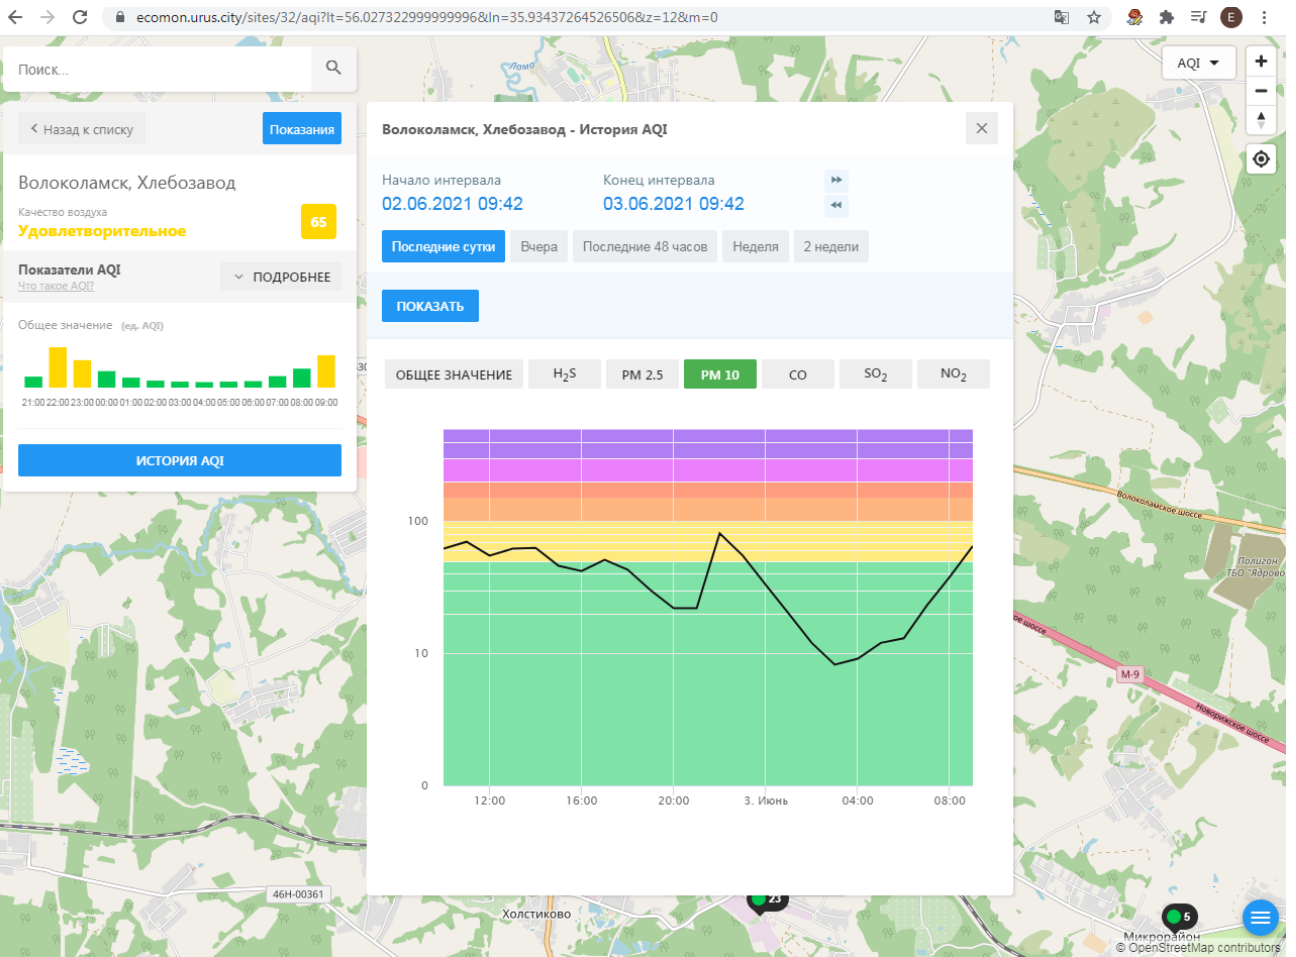 ecomon.urus.city/sites/32/aqi?lt=56.027322999999996&ln=35.93437264526506&z=12&m=0
E
Поиск...
AQI
Лама
Назад к списку
Показания
Волоколамск, Хлебозавод
Качество воздуха
Удовлетворительное
65
Показатели AQI
Что такое AQI?
ПОДРОБНЕЕ
Общее значение (ед. AQI)
21:00 22:00 23:00 00:00 01:00 02:00 03:00 04:00 05:00 06:00 07:00 08:00 09:00
ИСТОРИЯ AQI
Волоколамск, Хлебозавод - История AQI
Начало интервала
02.06.2021 09:42
Конец интервала
03.06.2021 09:42
Последние сутки
Вчера
Последние 48 часов
Неделя
2 недели
ПОКАЗАТЬ
ОБЩЕЕ ЗНАЧЕНИЕ
H2S
PM 2.5
PM 10
CO
SO2
NO2
100
10
0
12:00
16:00
20:00
3. Июнь
04:00
08:00
Волоколамское шоссе
Полигон
ТБО "Ядрово
ое шоссе
М-9
Новорижское шоссе
46Н-00361
23
Холстиково
5
Микрорайон
© OpenStreetMap contributors